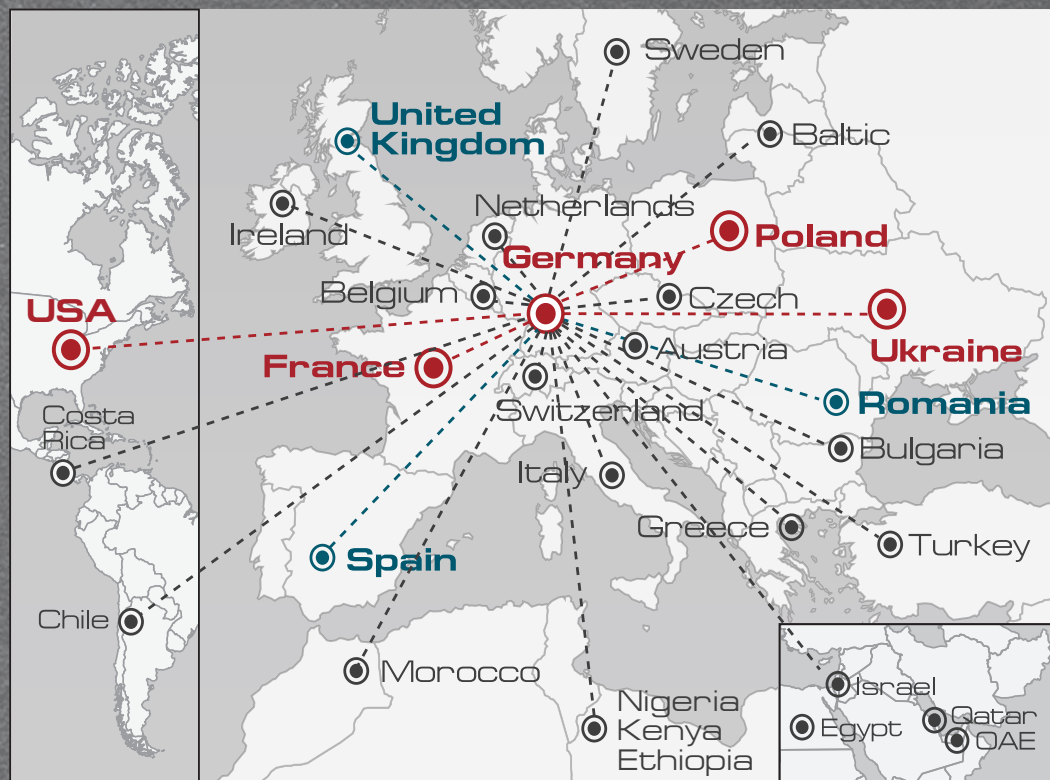 Sweden
United
Kingdom
Baltic
Netherlands
Ireland
Germany
Poland
Belgium
Czech
USA
Ukraine
Austria
France
Switzerland
Romania
Costa
Rica
Bulgaria
Italy
Greece
Turkey
Spain
Chile
Morocco
Israel
Nigeria
Kenya
Ethiopia
Egypt
Qatar
OAE